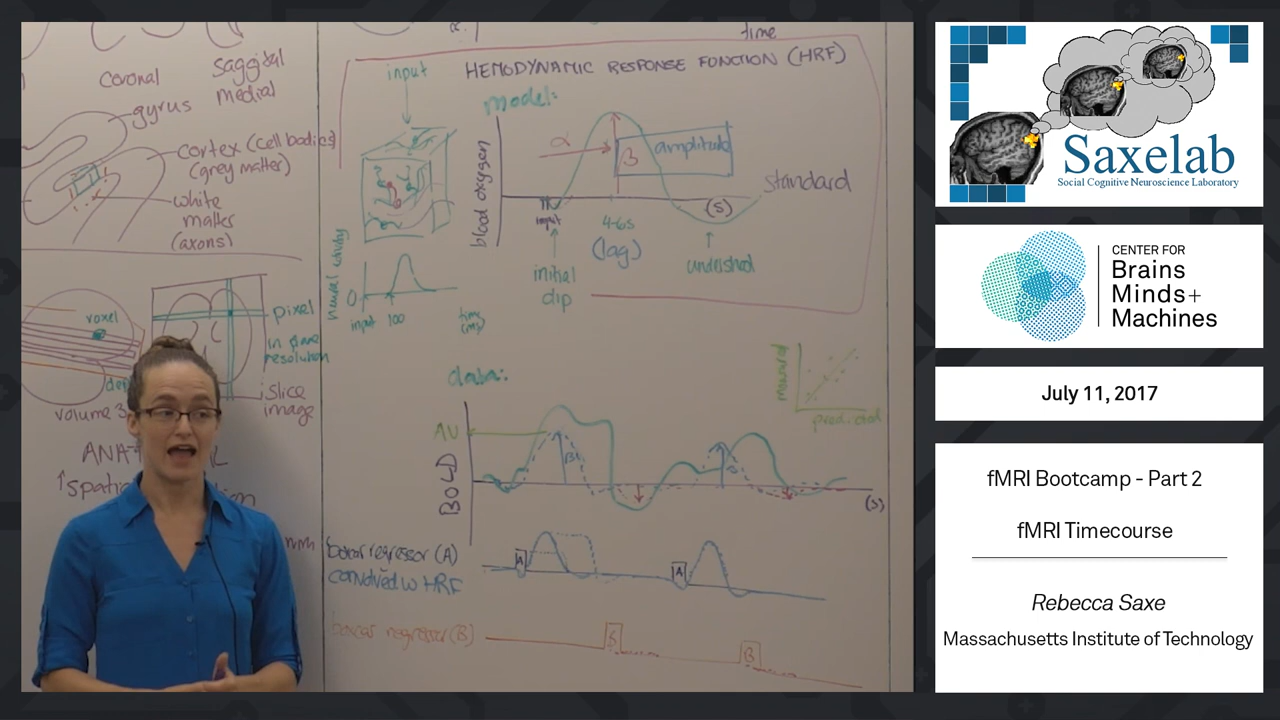 time
Coronal
Saggital
medial
gyrus
cortex (cell bodies)
(grey matter)
white
matter
(axons)
input
HEMODYNAMIC RESPONSE FUNCTION (HRF)
model:
blood oxygen
α
β
amplitude
standard
input
4-6s
(s)
(lag)
initial
dip
undershoot
neural activity
0
input
100
time
(ms)
voxel
pixel
in plane
resolution
slice
image
volume
data:
measured
predicted
AU
BOLD
(s)
boxcar regressor (A)
convolved w HRF
A
A
boxcar regressor (B)
B
Saxelab
Social Cognitive Neuroscience Laboratory
CENTER FOR
Brains
Minds+
Machines
July 11, 2017
fMRI Bootcamp - Part 2
fMRI Timecourse
Rebecca Saxe
Massachusetts Institute of Technology